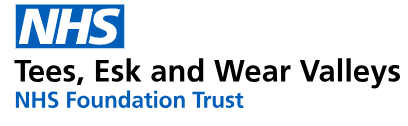 NHS
Tees, Esk and Wear Valleys
NHS Foundation Trust